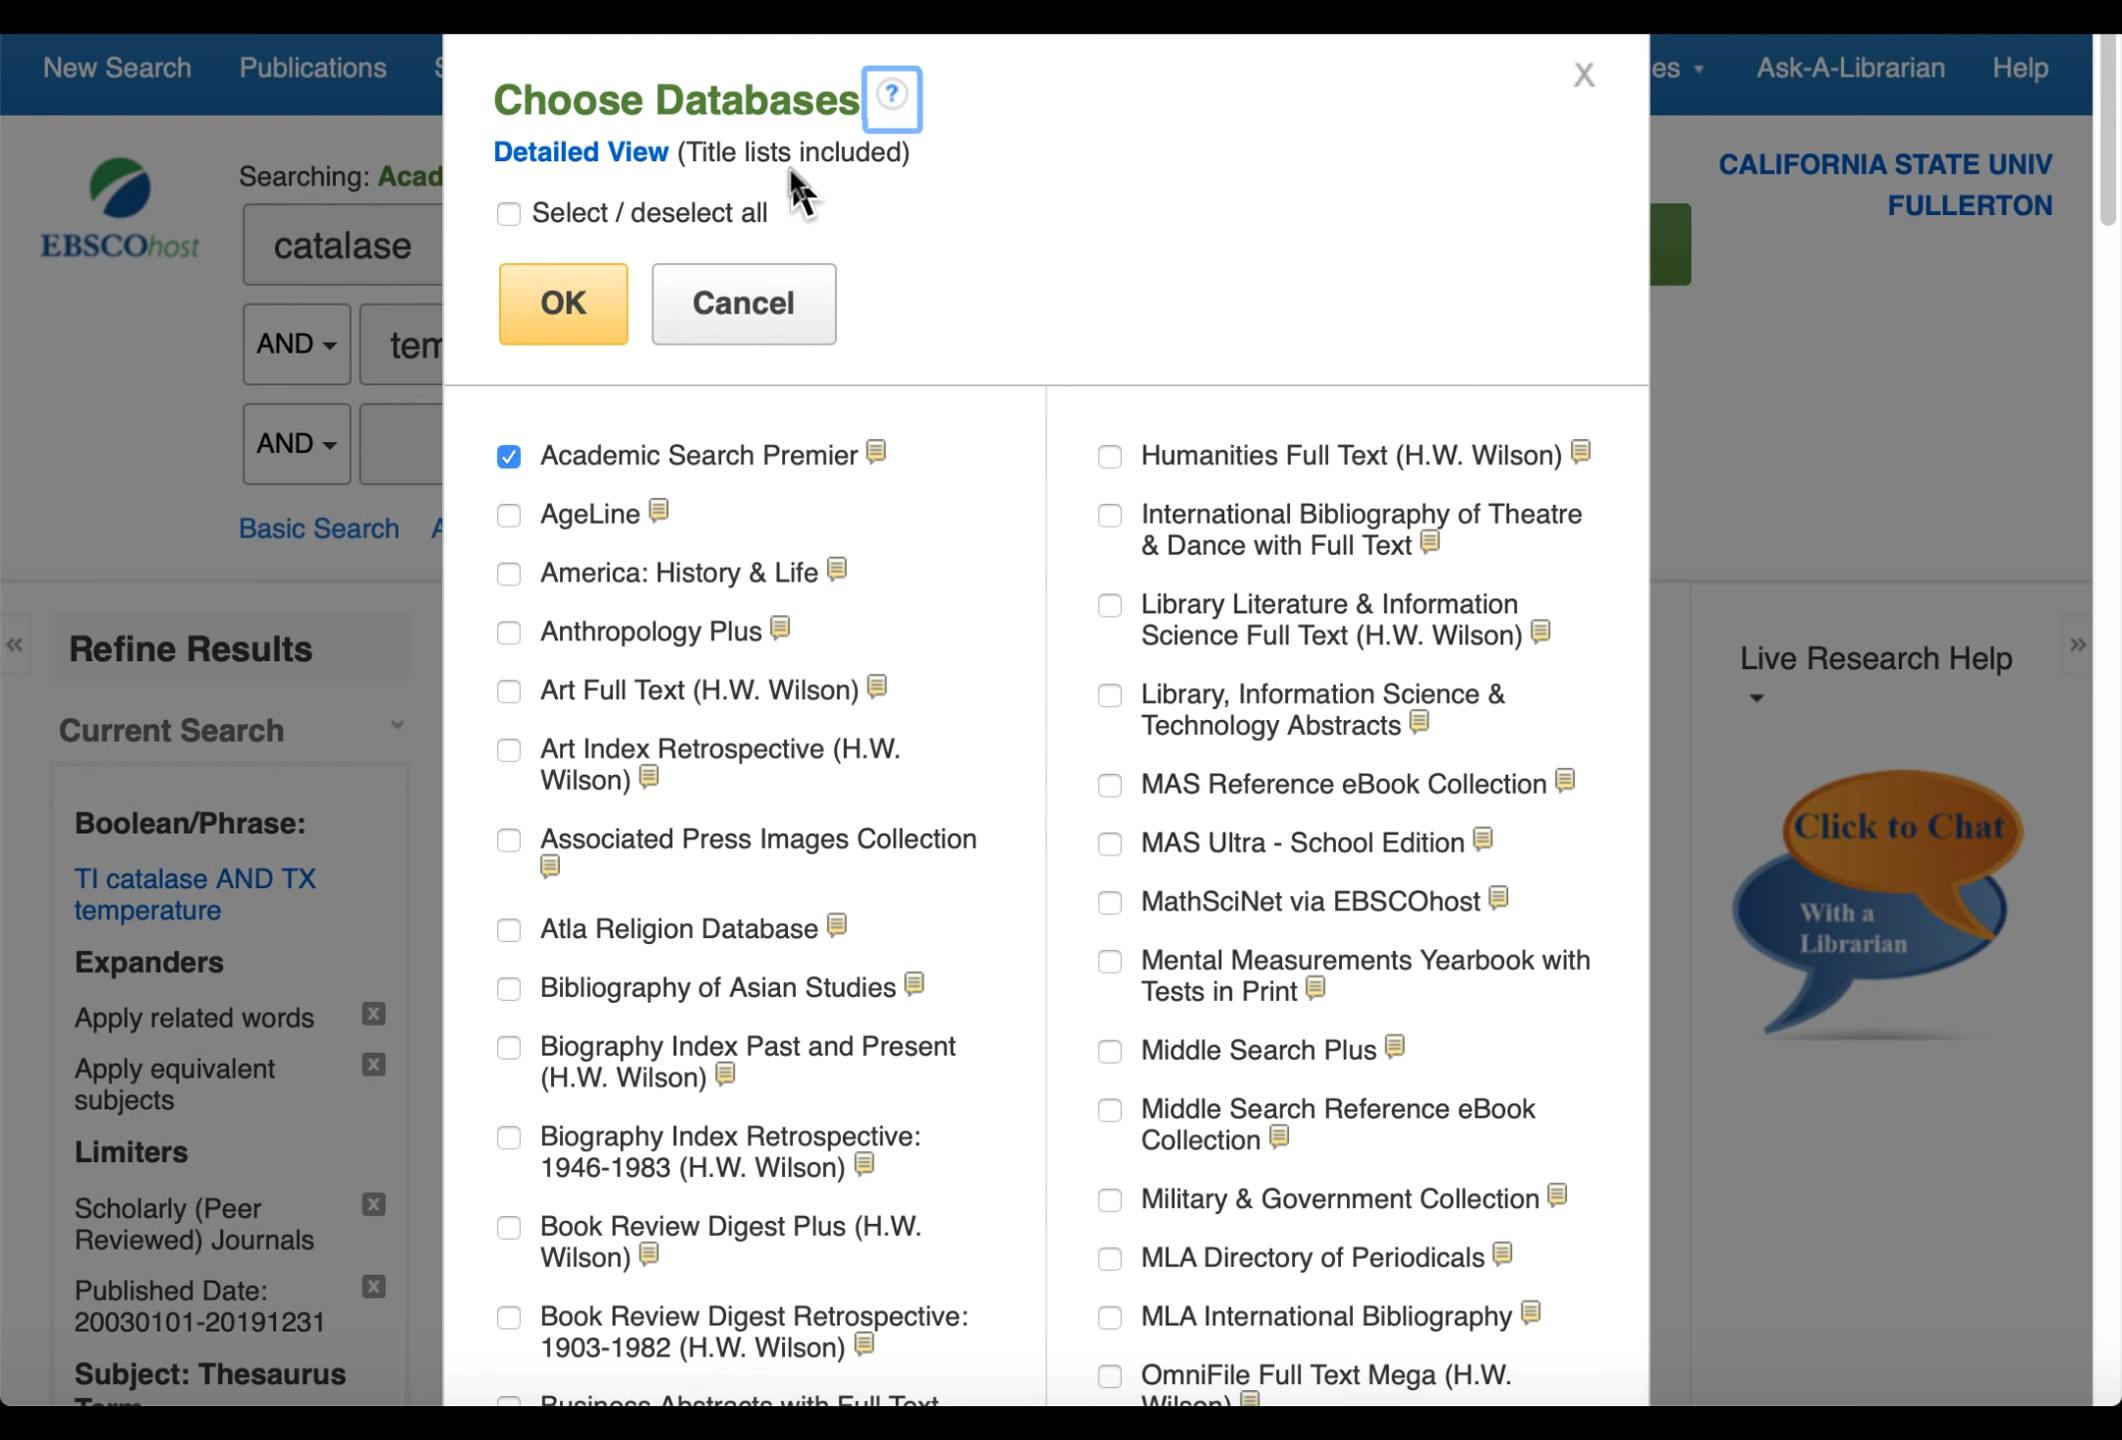 New Search
Publications
es
Ask-A-Librarian
Help
EBSCOhost
Searching: Acad
catalase
AND
tem
AND
Basic Search
CALIFORNIA STATE UNIV
FULLERTON
Choose Databases ?
X
Detailed View (Title lists included)
Select / deselect all
OK
Cancel
Academic Search Premier
AgeLine
America: History & Life
Anthropology Plus
Art Full Text (H.W. Wilson)
Art Index Retrospective (H.W.
Wilson)
Associated Press Images Collection
Atla Religion Database
Bibliography of Asian Studies
Biography Index Past and Present
(H.W. Wilson)
Biography Index Retrospective:
1946-1983 (H.W. Wilson)
Book Review Digest Plus (H.W.
Wilson)
Book Review Digest Retrospective:
1903-1982 (H.W. Wilson)
Business Abstracts with Full Text
Humanities Full Text (H.W. Wilson)
International Bibliography of Theatre
& Dance with Full Text
Library Literature & Information
Science Full Text (H.W. Wilson)
Library, Information Science &
Technology Abstracts
MAS Reference eBook Collection
MAS Ultra - School Edition
MathSciNet via EBSCOhost
Mental Measurements Yearbook with
Tests in Print
Middle Search Plus
Middle Search Reference eBook
Collection
Military & Government Collection
MLA Directory of Periodicals
MLA International Bibliography
OmniFile Full Text Mega (H.W.
Wilson)
Refine Results
Current Search
Boolean/Phrase:
TI catalase AND TX
temperature
Expanders
Apply related words
Apply equivalent
subjects
Limiters
Scholarly (Peer
Reviewed) Journals
Published Date:
20030101-20191231
Subject: Thesaurus
Term
Live Research Help
Click to Chat
With a
Librarian